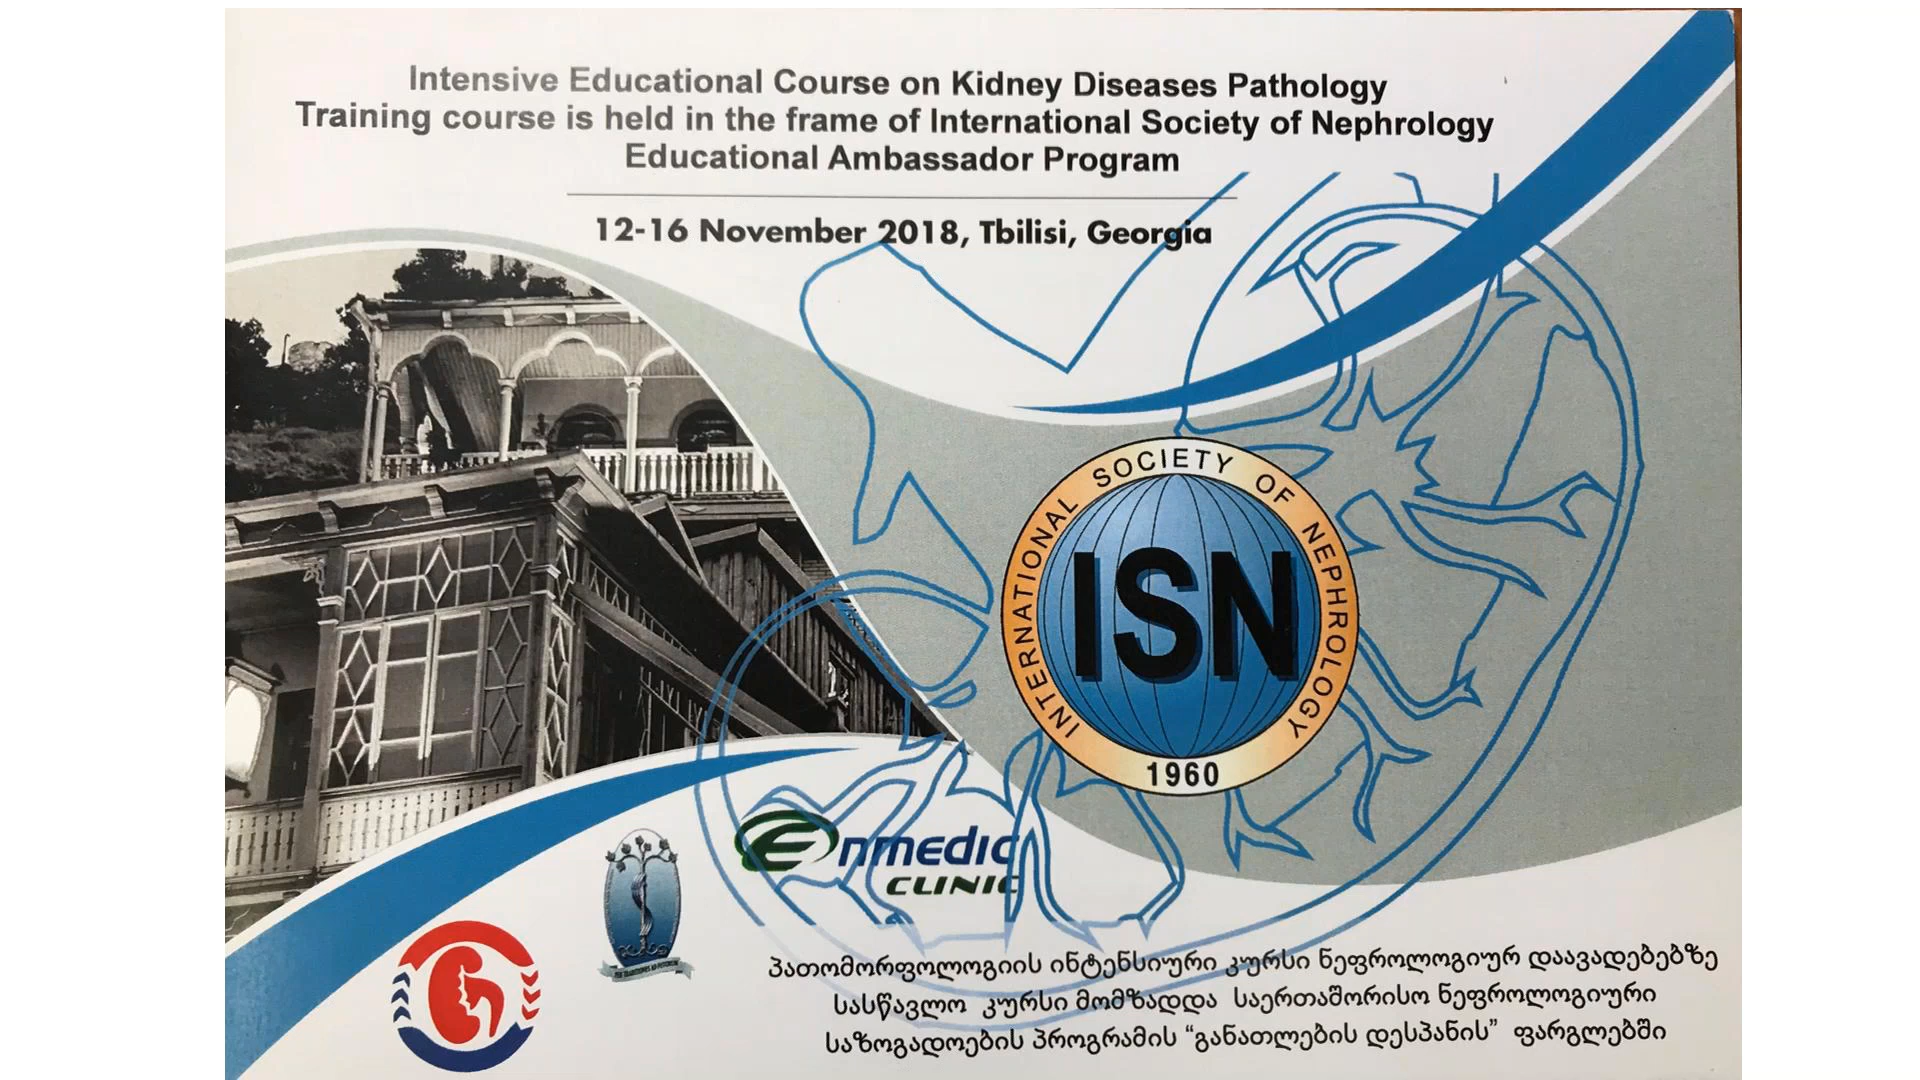 Intensive Educational Course on Kidney Diseases Pathology
Training course is held in the frame of International Society of Nephrology
Educational Ambassador Program
12-16 November 2018, Tbilisi, Georgia
INTERNATIONAL SOCIETY OF NEPHROLOGY
ISN
1960
Enmedic
CLINIC
პათომორფოლოგიის ინტენსიური კურსი ნეფროლოგიურ დაავადებებზე
სასწავლო კურსი მომზადდა საერთაშორისო ნეფროლოგიური
საზოგადოების პროგრამის “განათლების დესპანის” ფარგლებში